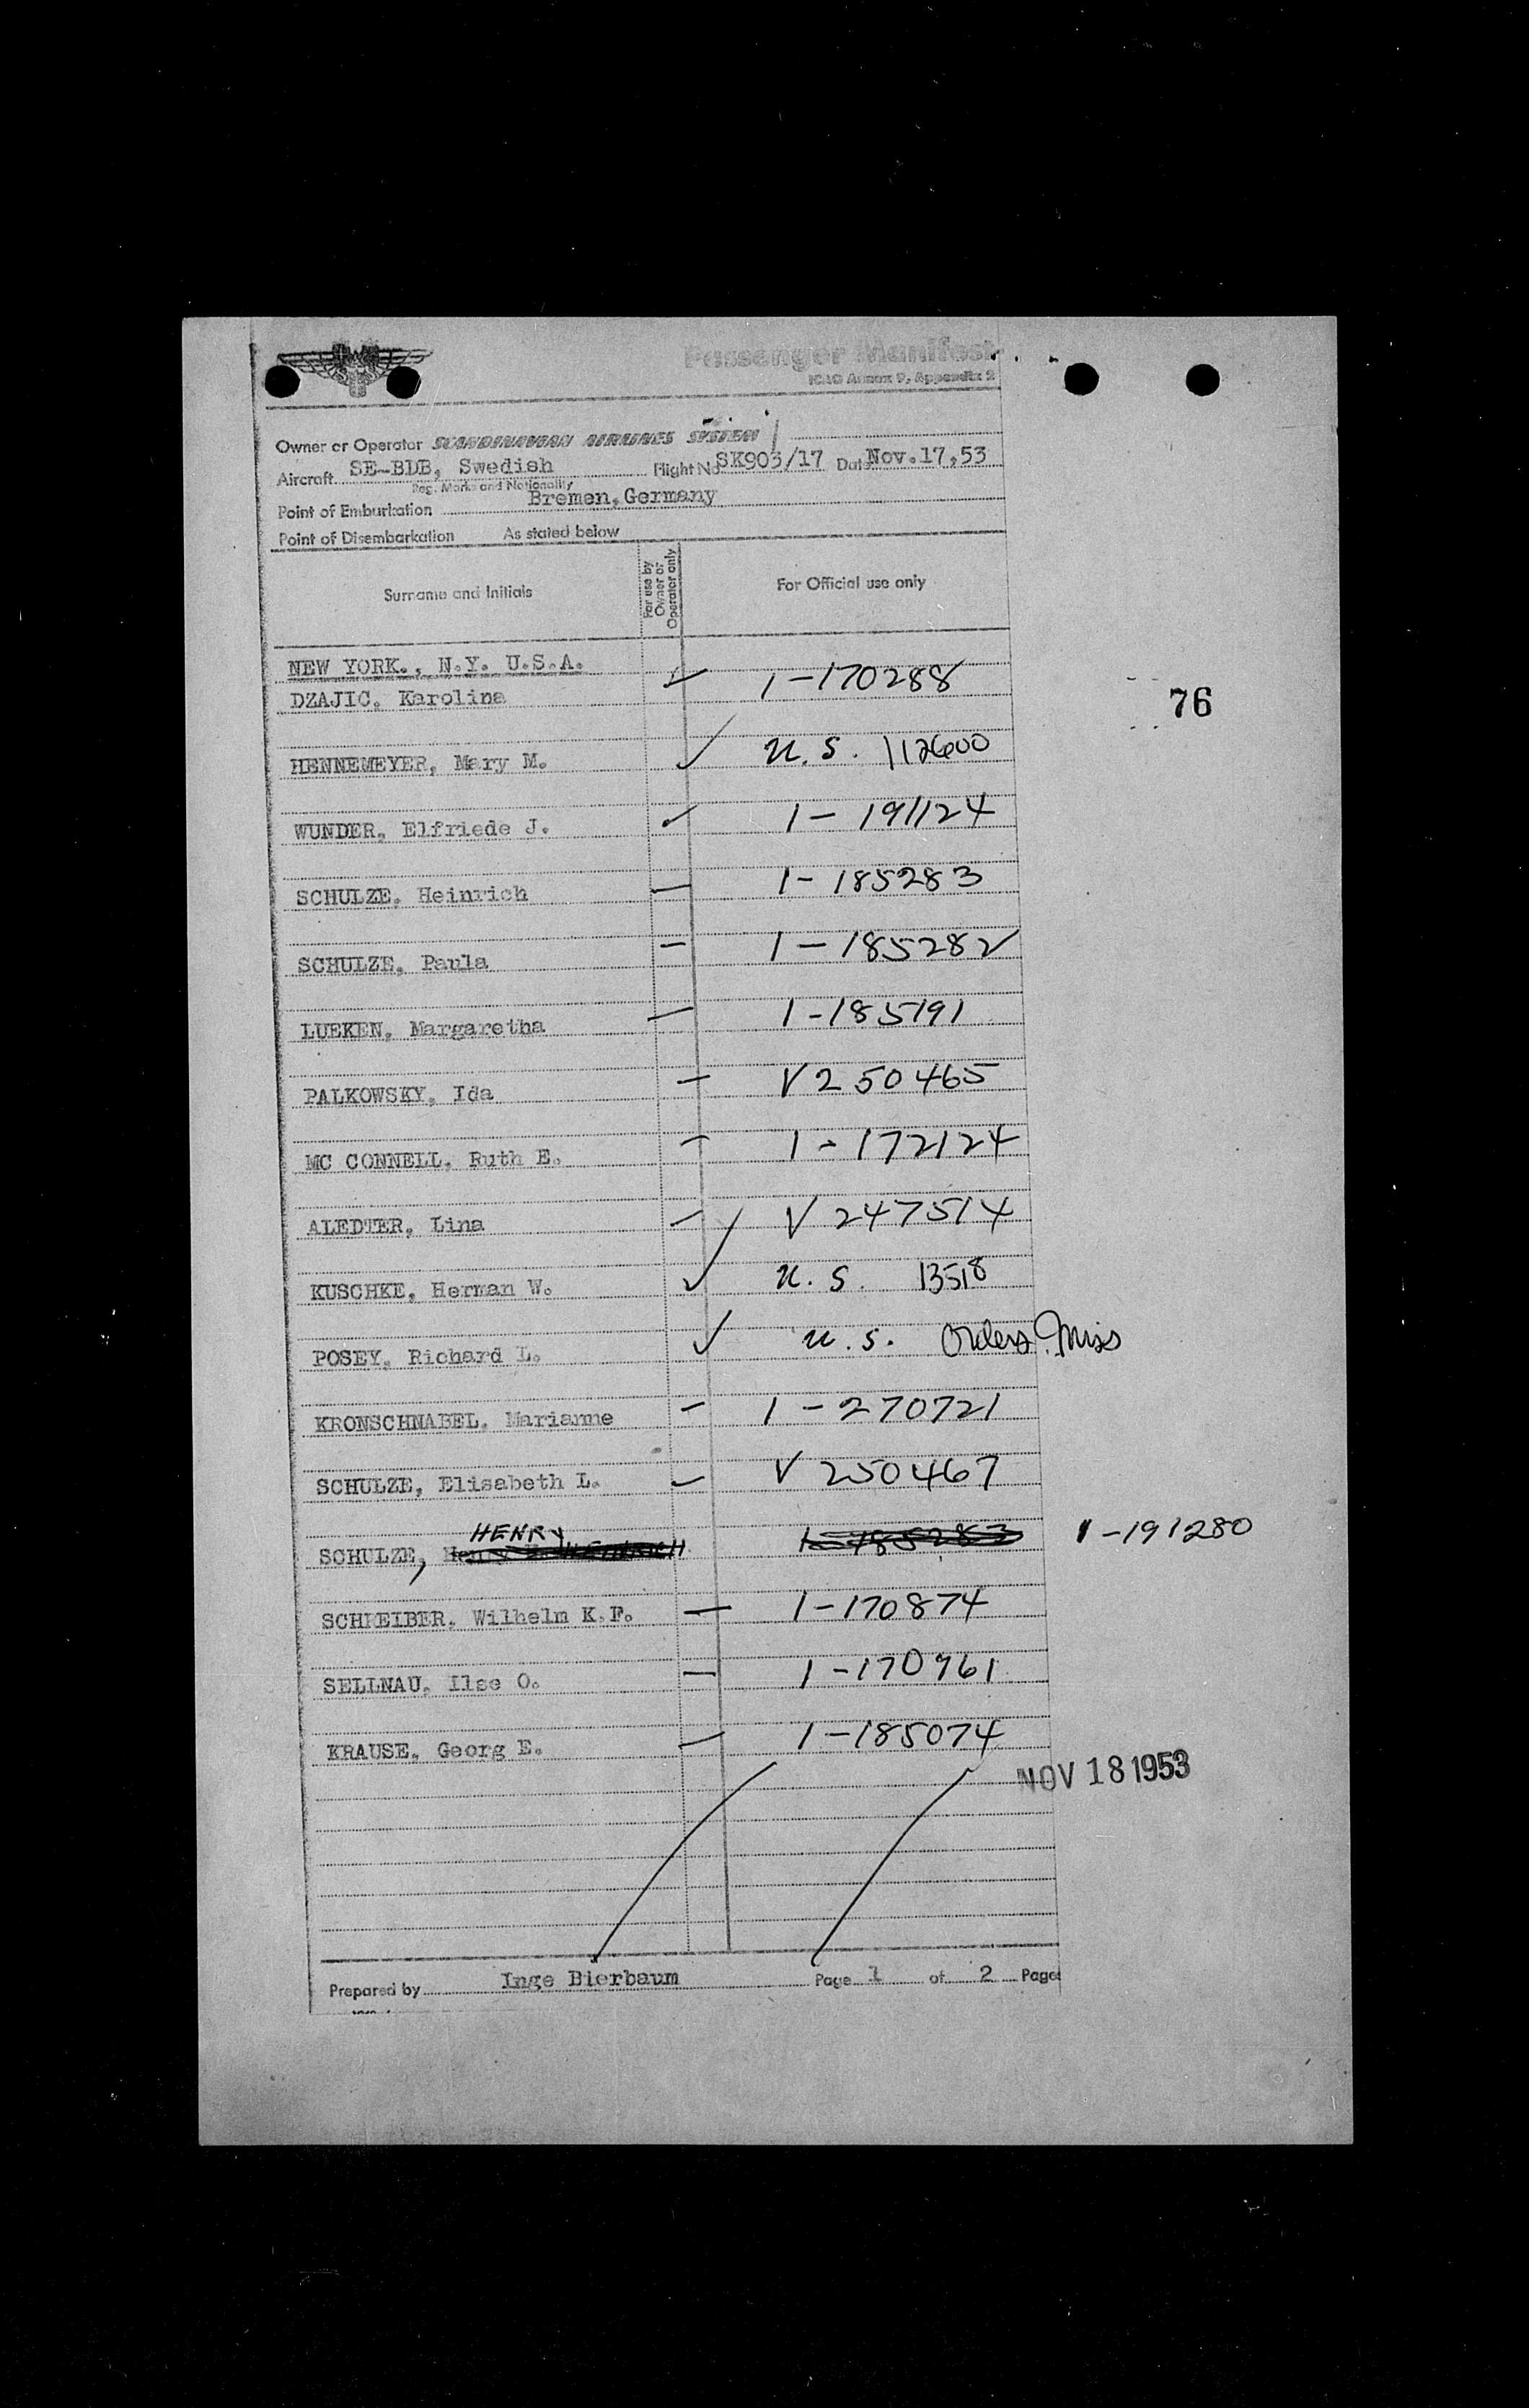 Passenger Manifest
ICAO Annex 9, Appendix 2
Owner or Operator SCANDINAVIAN AIRLINES SYSTEM
Aircraft SE-BDB, Swedish Flight No SK903/17 Date Nov.17,53
Reg. Marks and Nationality
Point of Embarkation Bremen, Germany
Point of Disembarkation As stated below
Surname and Initials For use by Owner or Operator only For Official use only
NEW YORK., N.Y. U.S.A.
DZAJIC, Karolina 1-170288
76
HENNEMEYER, Mary M. U.S. 112600
WUNDER, Elfriede J. 1-191124
SCHULZE, Heinrich 1-185283
SCHULZE, Paula 1-185282
LUEKEN, Margaretha 1-185191
PALKOWSKY, Ida V250465
MC CONNELL, Ruth E. 1-172124
ALEDTER, Lina V247514
KUSCHKE, Herman W. U.S. 13518
POSEY, Richard L. U.S. Orders Miss
KRONSCHNABEL, Marianne 1-270721
SCHULZE, Elisabeth L. V250467
SCHULZE, HENRY 1-185283 1-191280
SCHREIBER, Wilhelm K.F. 1-170874
SELLNAU, Ilse O. 1-170961
KRAUSE, Georg E. 1-185074
NOV 18 1953
Prepared by Inge Bierbaum Page 1 of 2 Pages